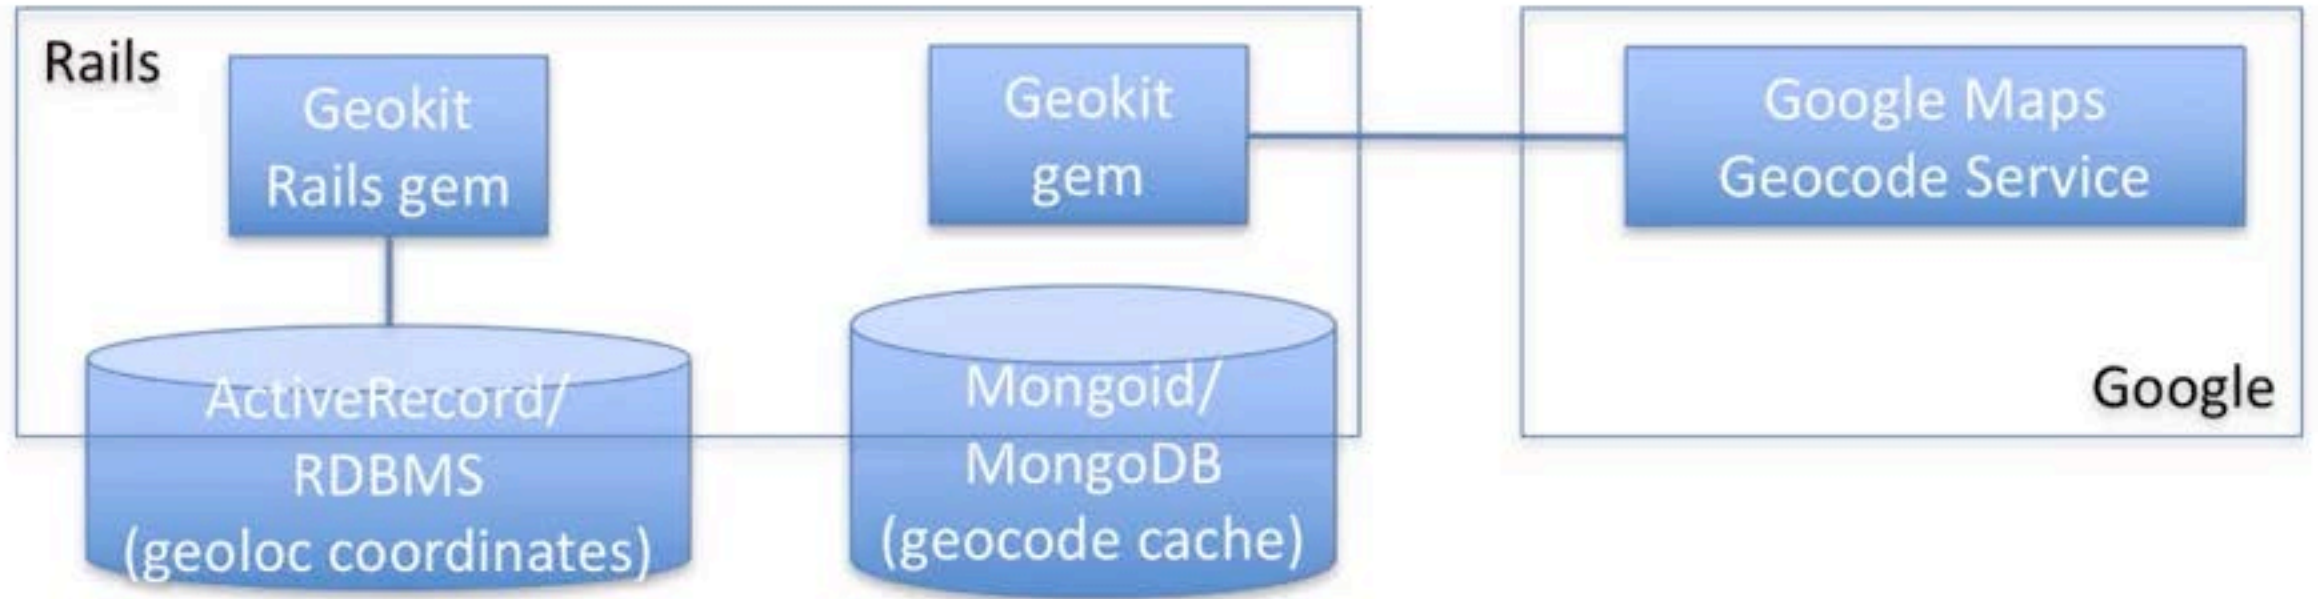 Rails
Geokit
Rails gem
Geokit
gem
Google Maps
Geocode Service
ActiveRecord/
RDBMS
(geoloc coordinates)
Mongoid/
MongoDB
(geocode cache)
Google